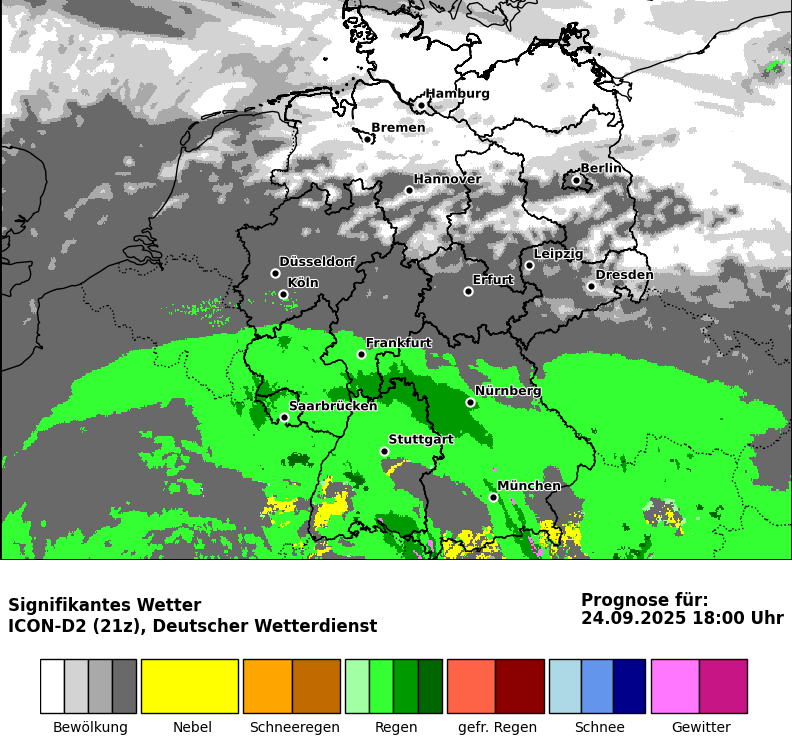 Hamburg
Bremen
Berlin
Hannover
Leipzig
Düsseldorf
Dresden
Köln
Erfurt
Frankfurt
Nürnberg
Saarbrücken
Stuttgart
München
Signifikantes Wetter
ICON-D2 (21z), Deutscher Wetterdienst
Prognose für:
24.09.2025 18:00 Uhr
Bewölkung Nebel Schneeregen Regen gefr. Regen Schnee Gewitter